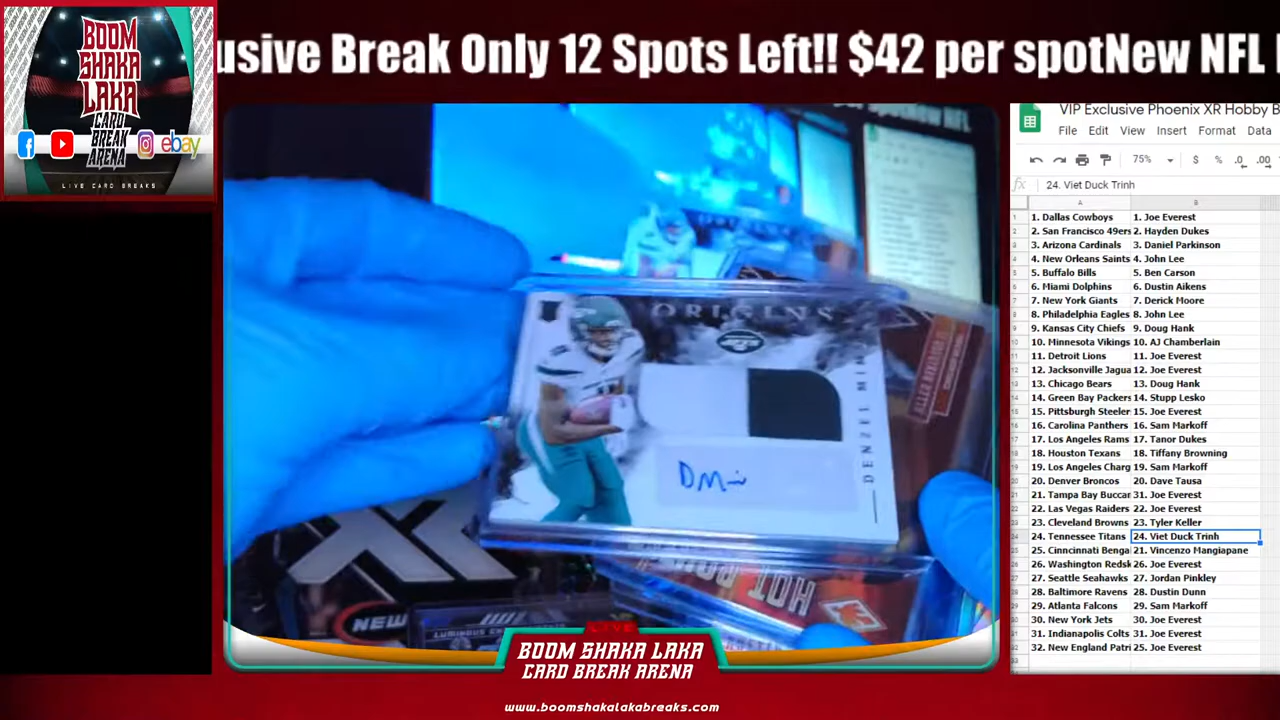 BOOM
SHAKA
LAKA
CARD
BREAK
ARENA
ebay
LIVE CARD BREAKS
usive Break Only 12 Spots Left!! $42 per spotNew NFL
ORIGINS
DENZEL MI
DM
HOT ROU
NEW
LIVE
BOOM SHAKA LAKA
CARD BREAK ARENA
www.boomshakalakabreaks.com
VIP Exclusive Phoenix XR Hobby B
File Edit View Insert Format Data
75% $ % .0 .00
fx 24. Viet Duck Trinh
A B
1. Dallas Cowboys 1. Joe Everest
2. San Francisco 49ers 2. Hayden Dukes
3. Arizona Cardinals 3. Daniel Parkinson
4. New Orleans Saints 4. John Lee
5. Buffalo Bills 5. Ben Carson
6. Miami Dolphins 6. Dustin Aikens
7. New York Giants 7. Derick Moore
8. Philadelphia Eagles 8. John Lee
9. Kansas City Chiefs 9. Doug Hank
10. Minnesota Vikings 10. AJ Chamberlain
11. Detroit Lions 11. Joe Everest
12. Jacksonville Jagua 12. Joe Everest
13. Chicago Bears 13. Doug Hank
14. Green Bay Packers 14. Stupp Lesko
15. Pittsburgh Steeler 15. Joe Everest
16. Carolina Panthers 16. Sam Markoff
17. Los Angeles Rams 17. Tanor Dukes
18. Houston Texans 18. Tiffany Browning
19. Los Angeles Charg 19. Sam Markoff
20. Denver Broncos 20. Dave Tausa
21. Tampa Bay Buccan 31. Joe Everest
22. Las Vegas Raiders 22. Joe Everest
23. Cleveland Browns 23. Tyler Keller
24. Tennessee Titans 24. Viet Duck Trinh
25. Cinncinnati Benga 21. Vincenzo Mangiapane
26. Washington Redsk 26. Joe Everest
27. Seattle Seahawks 27. Jordan Pinkley
28. Baltimore Ravens 28. Dustin Dunn
29. Atlanta Falcons 29. Sam Markoff
30. New York Jets 30. Joe Everest
31. Indianapolis Colts 31. Joe Everest
32. New England Patri 25. Joe Everest